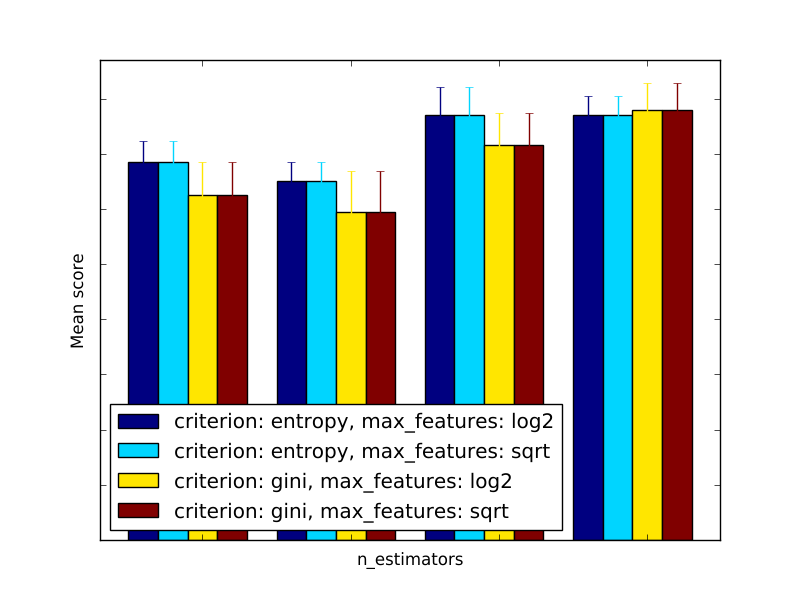 Mean score
criterion: entropy, max_features: log2
criterion: entropy, max_features: sqrt
criterion: gini, max_features: log2
criterion: gini, max_features: sqrt
n_estimators